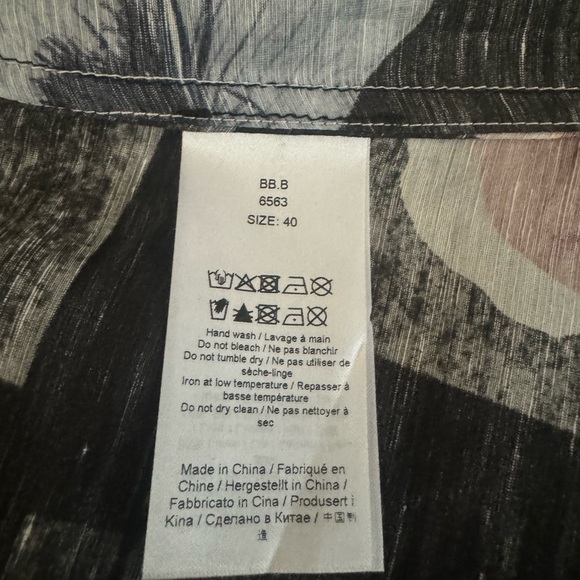 BB.B
6563
SIZE: 40
Hand wash / Lavage à main
Do not bleach / Ne pas blanchir
Do not tumble dry / Ne pas utiliser de
sèche-linge
Iron at low temperature / Repasser à
basse température
Do not dry clean / Ne pas nettoyer à
sec
Made in China / Fabriqué en
Chine / Hergestellt in China /
Fabbricato in Cina / Produsert i
Kina / Сделано в Китае / 中国制
造